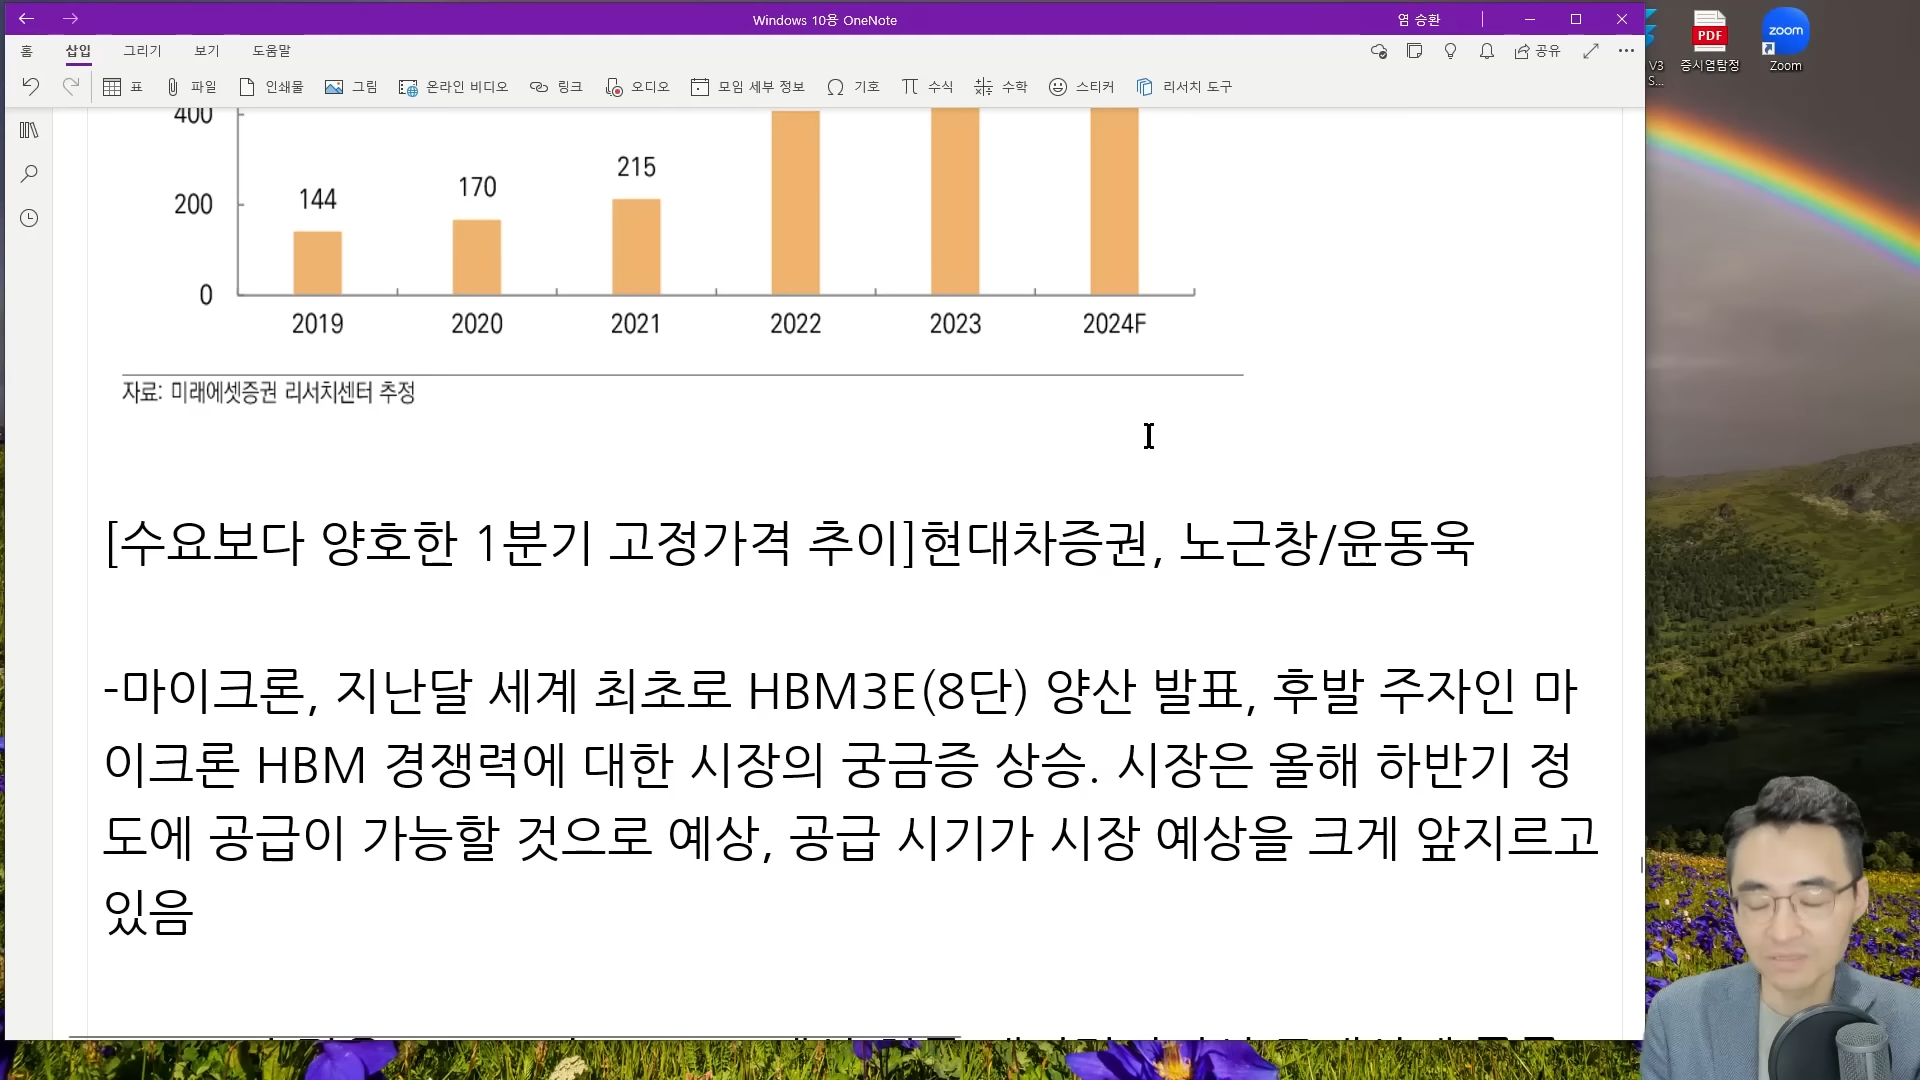 Windows 10용 OneNote
염 승환
홈 삽입 그리기 보기 도움말
공유
표 파일 인쇄물 그림 온라인 비디오 링크 오디오 모임 세부 정보 기호 수식 수학 스티커 리서치 도구
V3
S...
PDF
증시염탐정
zoom
Zoom
400
200
0
144
170
215
2019 2020 2021 2022 2023 2024F
자료: 미래에셋증권 리서치센터 추정
[수요보다 양호한 1분기 고정가격 추이]현대차증권, 노근창/윤동욱
-마이크론, 지난달 세계 최초로 HBM3E(8단) 양산 발표, 후발 주자인 마
이크론 HBM 경쟁력에 대한 시장의 궁금증 상승. 시장은 올해 하반기 정
도에 공급이 가능할 것으로 예상, 공급 시기가 시장 예상을 크게 앞지르고
있음